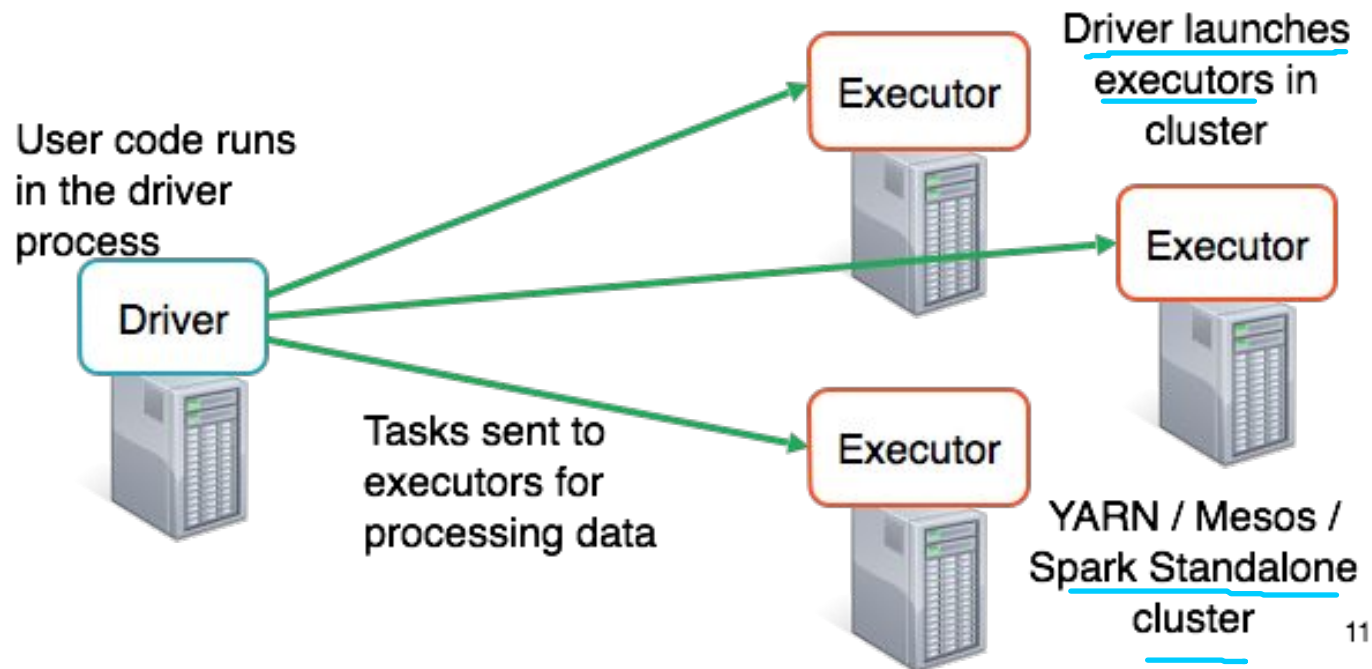 Driver launches
executors in
cluster
Executor
User code runs
in the driver
process
Executor
Driver
Tasks sent to
executors for
processing data
Executor
YARN / Mesos /
Spark Standalone
cluster
11